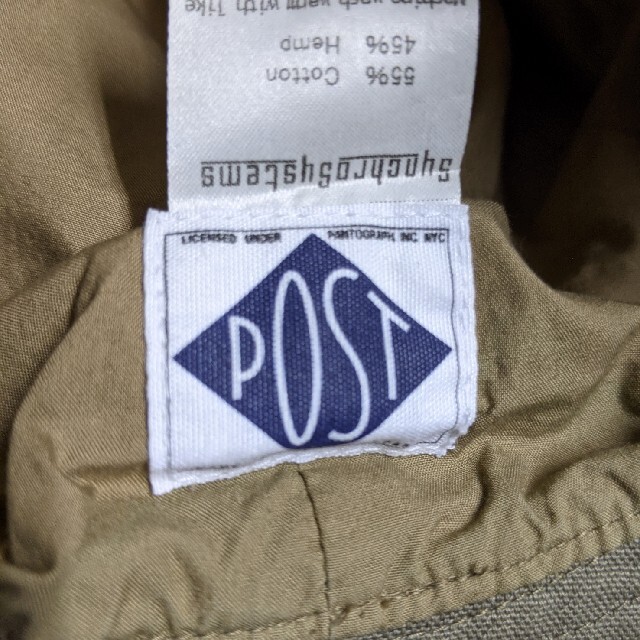 SynchroSystems
55% Cotton
45% Hemp
LICENSED UNDER PANTOGRAPH INC NYC
POST